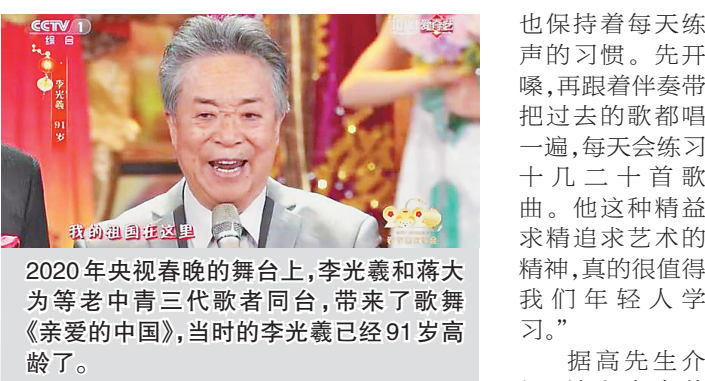 CCTV 1
综合
李光羲 91岁
爱奇艺
我的祖国在这里
2020年央视春晚的舞台上,李光羲和蒋大
为等老中青三代歌者同台,带来了歌舞
《亲爱的中国》,当时的李光羲已经91岁高
龄了。
也保持着每天练
声的习惯。先开
嗓,再跟着伴奏带
把过去的歌都唱
一遍,每天会练习
十几二十首歌
曲。他这种精益
求精追求艺术的
精神,真的很值得
我们年轻人学
习。”
据高先生介